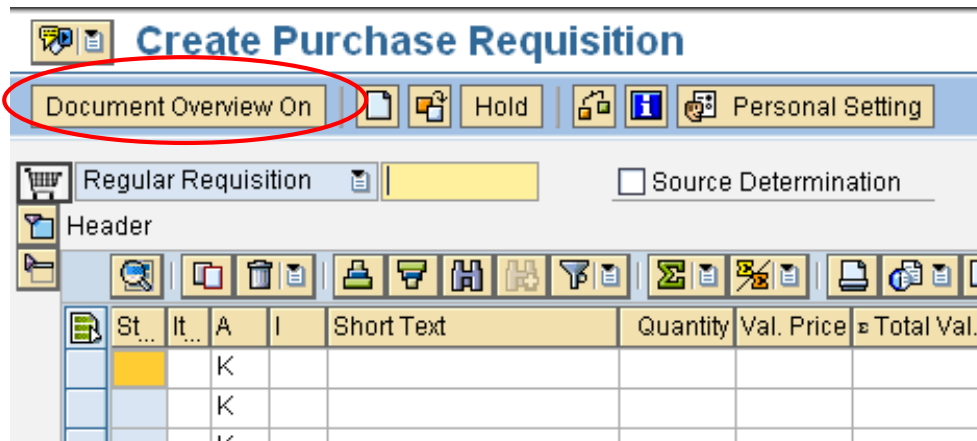 Create Purchase Requisition
Document Overview On Hold Personal Setting
Regular Requisition Source Determination
Header
St... It... A I Short Text Quantity Val. Price Σ Total Val.
K
K
K